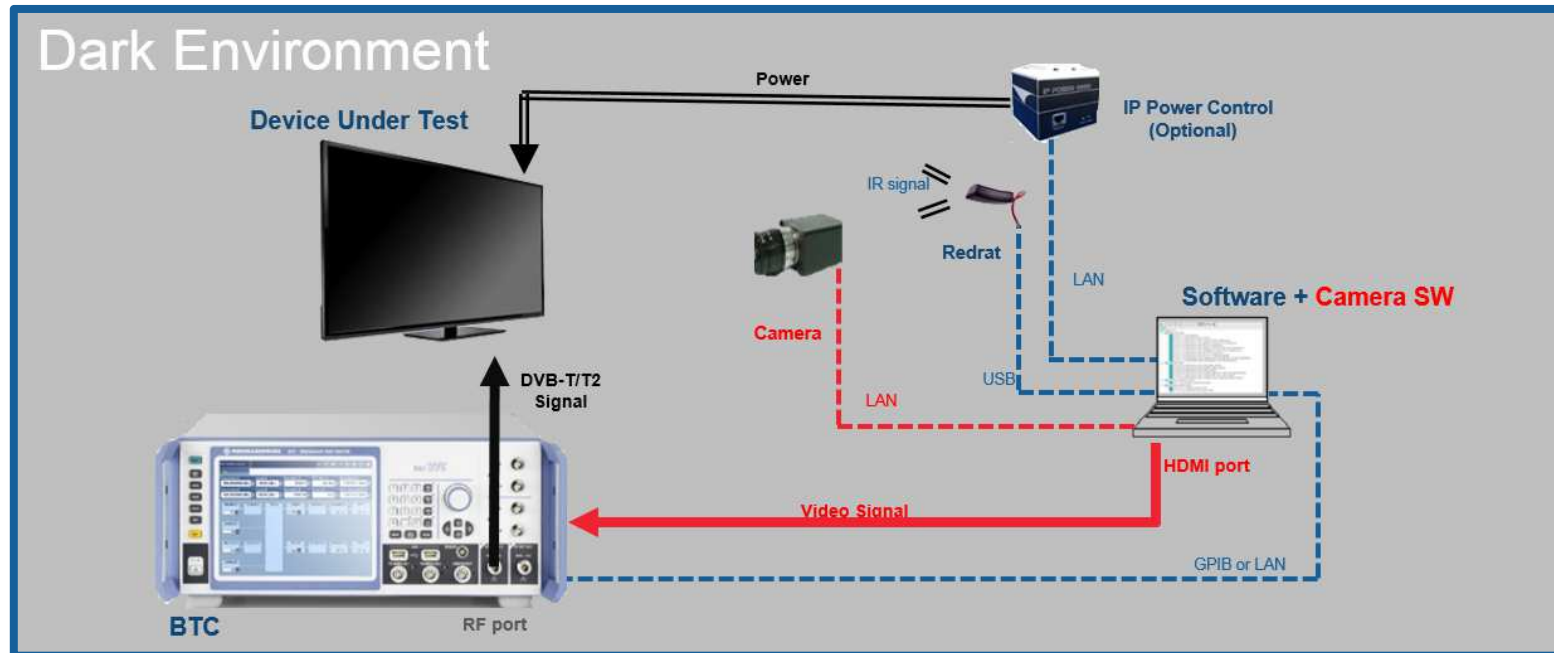 Dark Environment
Power
Device Under Test
IP Power Control
(Optional)
IR signal
Redrat
LAN
Software + Camera SW
Camera
USB
LAN
DVB-T/T2
Signal
HDMI port
Video Signal
GPIB or LAN
BTC
RF port